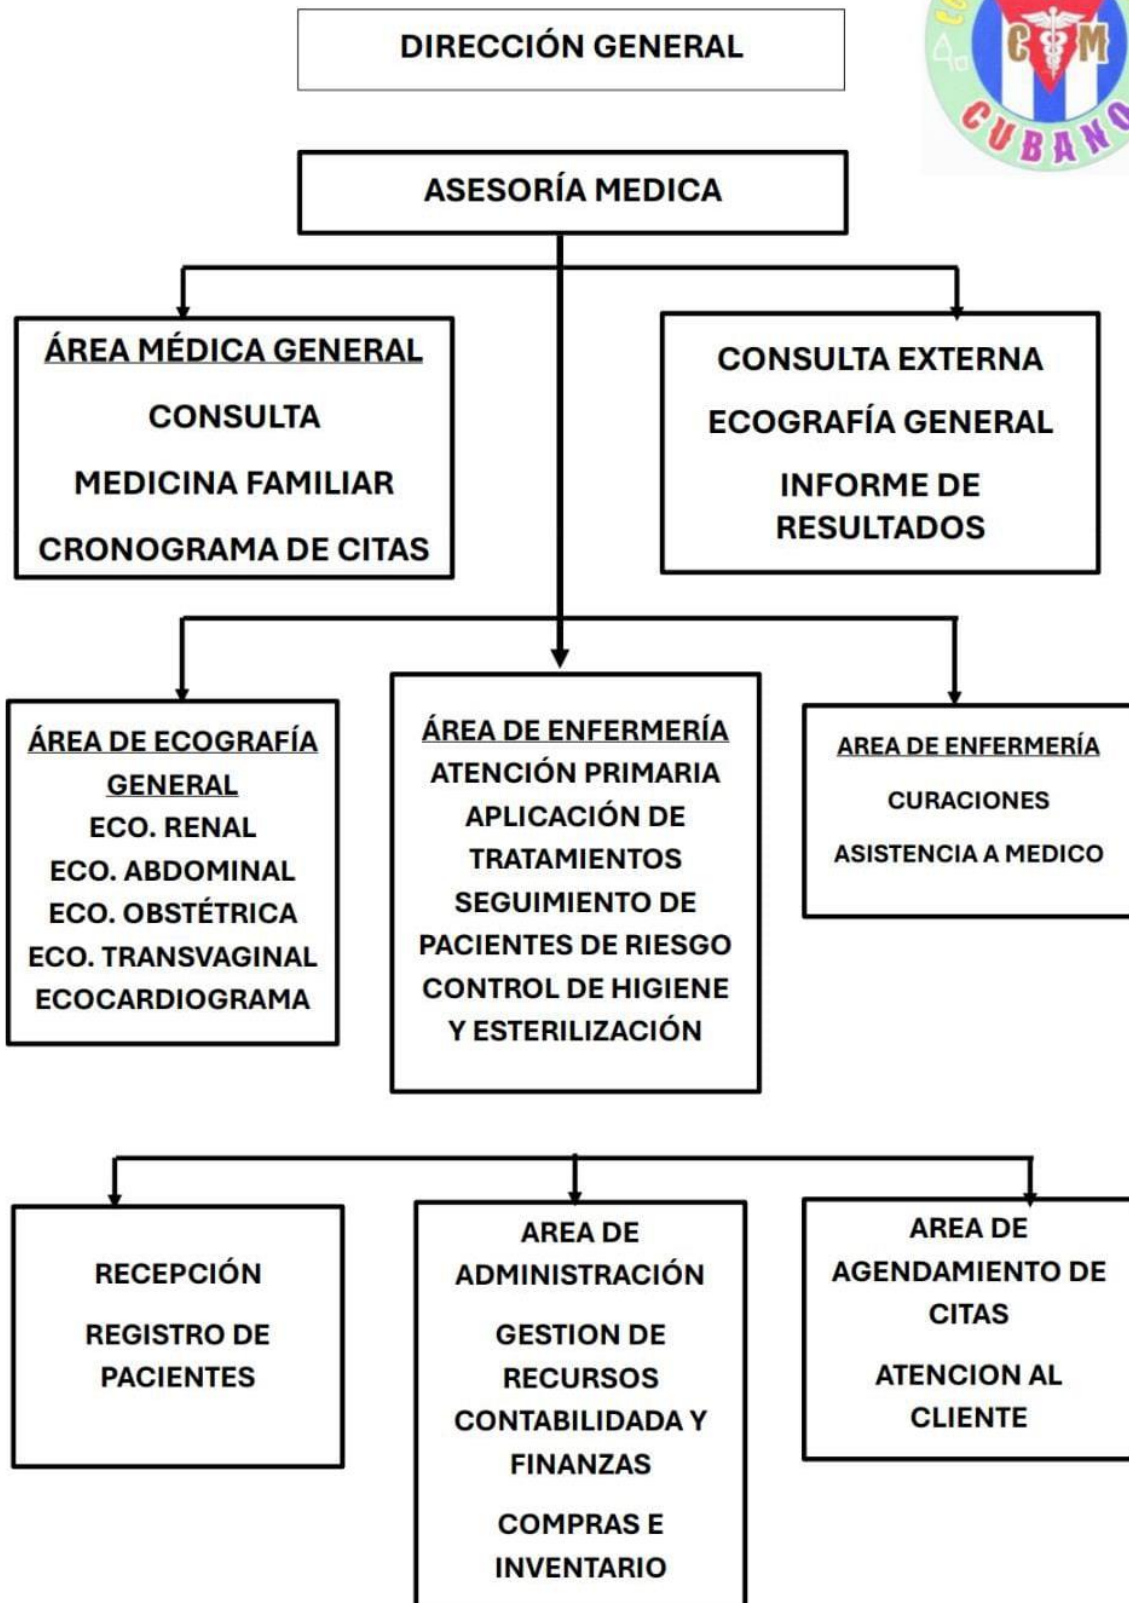 DIRECCIÓN GENERAL
C M
CUBANO
ASESORÍA MEDICA
ÁREA MÉDICA GENERAL
CONSULTA
MEDICINA FAMILIAR
CRONOGRAMA DE CITAS
CONSULTA EXTERNA
ECOGRAFÍA GENERAL
INFORME DE
RESULTADOS
ÁREA DE ECOGRAFÍA
GENERAL
ECO. RENAL
ECO. ABDOMINAL
ECO. OBSTÉTRICA
ECO. TRANSVAGINAL
ECOCARDIOGRAMA
ÁREA DE ENFERMERÍA
ATENCIÓN PRIMARIA
APLICACIÓN DE
TRATAMIENTOS
SEGUIMIENTO DE
PACIENTES DE RIESGO
CONTROL DE HIGIENE
Y ESTERILIZACIÓN
AREA DE ENFERMERÍA
CURACIONES
ASISTENCIA A MEDICO
RECEPCIÓN
REGISTRO DE
PACIENTES
AREA DE
ADMINISTRACIÓN
GESTION DE
RECURSOS
CONTABILIDADA Y
FINANZAS
COMPRAS E
INVENTARIO
AREA DE
AGENDAMIENTO DE
CITAS
ATENCION AL
CLIENTE